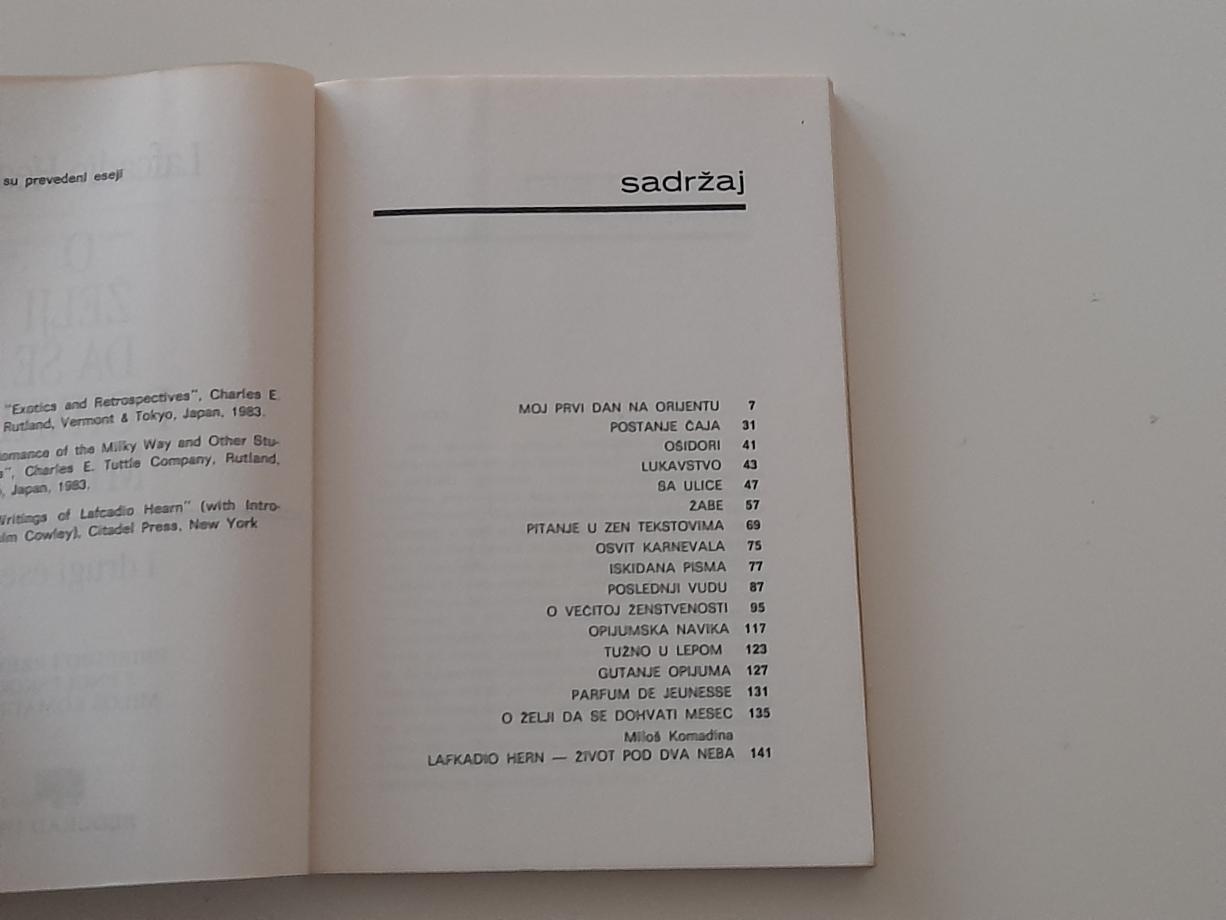 su prevedeni eseji
"Exotics and Retrospectives", Charles E.
Rutland, Vermont & Tokyo, Japan, 1983.
omance of the Milky Way and Other Stu-
Charles E. Tuttle Company, Rutland,
Japan, 1983.
ritings of Lafcadio Hearn" (with Intro-
lm Cowley), Citadel Press, New York
sadržaj
MOJ PRVI DAN NA ORIJENTU 7
POSTANJE ČAJA 31
OŠIDORI 41
LUKAVSTVO 43
SA ULICE 47
ŽABE 57
PITANJE U ZEN TEKSTOVIMA 69
OSVIT KARNEVALA 75
ISKIDANA PISMA 77
POSLEDNJI VUDU 87
O VEČITOJ ŽENSTVENOSTI 95
OPIJUMSKA NAVIKA 117
TUŽNO U LEPOM 123
GUTANJE OPIJUMA 127
PARFUM DE JEUNESSE 131
O ŽELJI DA SE DOHVATI MESEC 135
Miloš Komadina
LAFKADIO HERN — ŽIVOT POD DVA NEBA 141